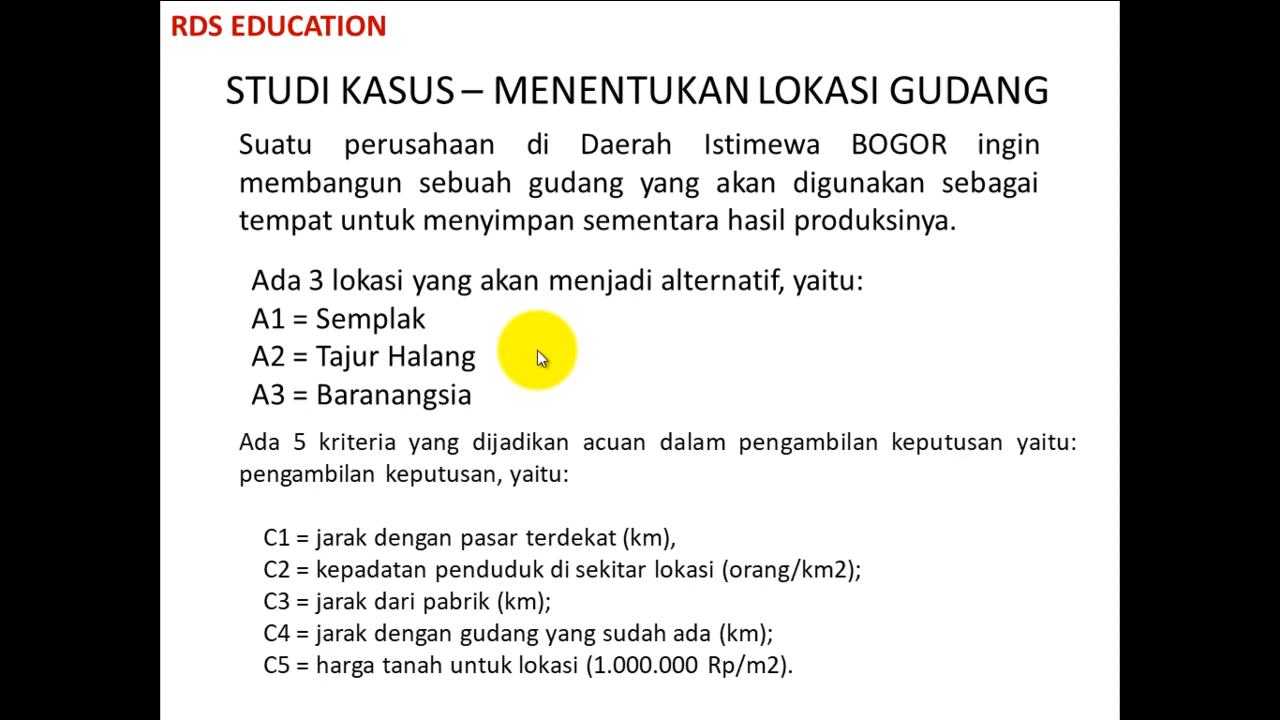 RDS EDUCATION
STUDI KASUS – MENENTUKAN LOKASI GUDANG
Suatu perusahaan di Daerah Istimewa BOGOR ingin
membangun sebuah gudang yang akan digunakan sebagai
tempat untuk menyimpan sementara hasil produksinya.
Ada 3 lokasi yang akan menjadi alternatif, yaitu:
A1 = Semplak
A2 = Tajur Halang
A3 = Baranangsia
Ada 5 kriteria yang dijadikan acuan dalam pengambilan keputusan yaitu:
pengambilan keputusan, yaitu:
C1 = jarak dengan pasar terdekat (km),
C2 = kepadatan penduduk di sekitar lokasi (orang/km2);
C3 = jarak dari pabrik (km);
C4 = jarak dengan gudang yang sudah ada (km);
C5 = harga tanah untuk lokasi (1.000.000 Rp/m2).